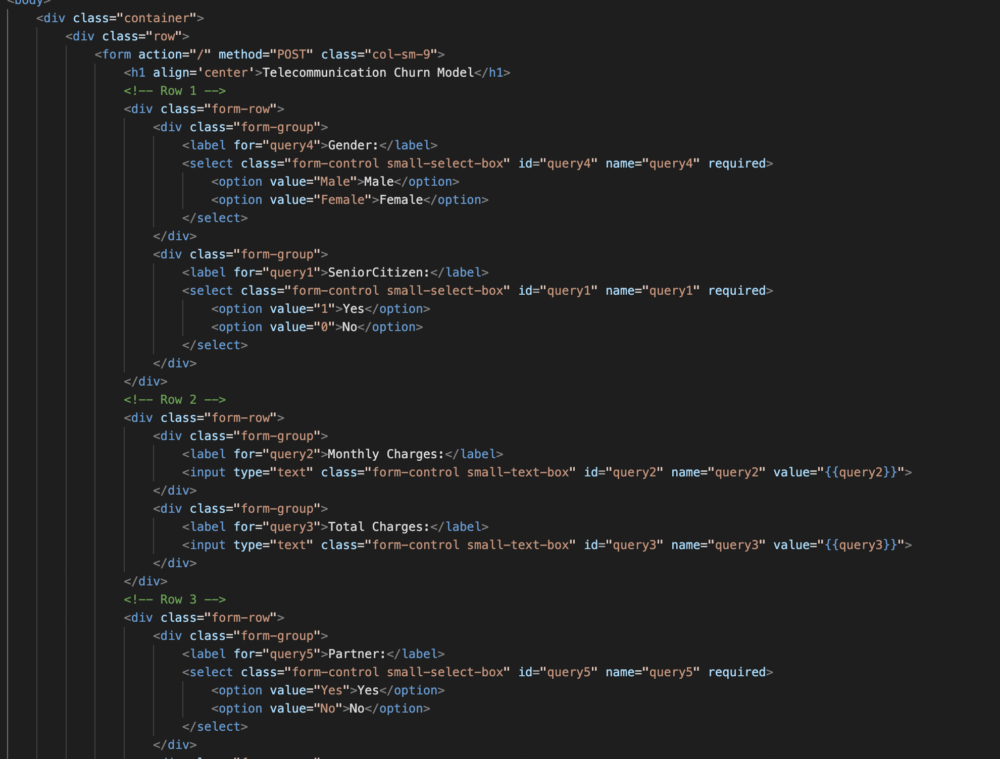 <body>
<div class="container">
<div class="row">
<form action="/" method="POST" class="col-sm-9">
<h1 align='center'>Telecommunication Churn Model</h1>
<!-- Row 1 -->
<div class="form-row">
<div class="form-group">
<label for="query4">Gender:</label>
<select class="form-control small-select-box" id="query4" name="query4" required>
<option value="Male">Male</option>
<option value="Female">Female</option>
</select>
</div>
<div class="form-group">
<label for="query1">SeniorCitizen:</label>
<select class="form-control small-select-box" id="query1" name="query1" required>
<option value="1">Yes</option>
<option value="0">No</option>
</select>
</div>
</div>
<!-- Row 2 -->
<div class="form-row">
<div class="form-group">
<label for="query2">Monthly Charges:</label>
<input type="text" class="form-control small-text-box" id="query2" name="query2" value="{{query2}}">
</div>
<div class="form-group">
<label for="query3">Total Charges:</label>
<input type="text" class="form-control small-text-box" id="query3" name="query3" value="{{query3}}">
</div>
</div>
<!-- Row 3 -->
<div class="form-row">
<div class="form-group">
<label for="query5">Partner:</label>
<select class="form-control small-select-box" id="query5" name="query5" required>
<option value="Yes">Yes</option>
<option value="No">No</option>
</select>
</div>